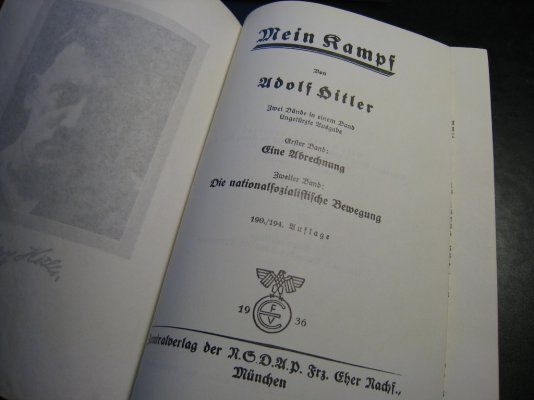 Mein Kampf
Von
Adolf Hitler
Zwei Bände in einem Band
Ungekürzte Ausgabe
Erster Band:
Eine Abrechnung
Zweiter Band:
Die nationalsozialistische Bewegung
190./194. Auflage
19 36
Zentralverlag der N.S.D.A.P. Frz. Eher Nachf.,
München